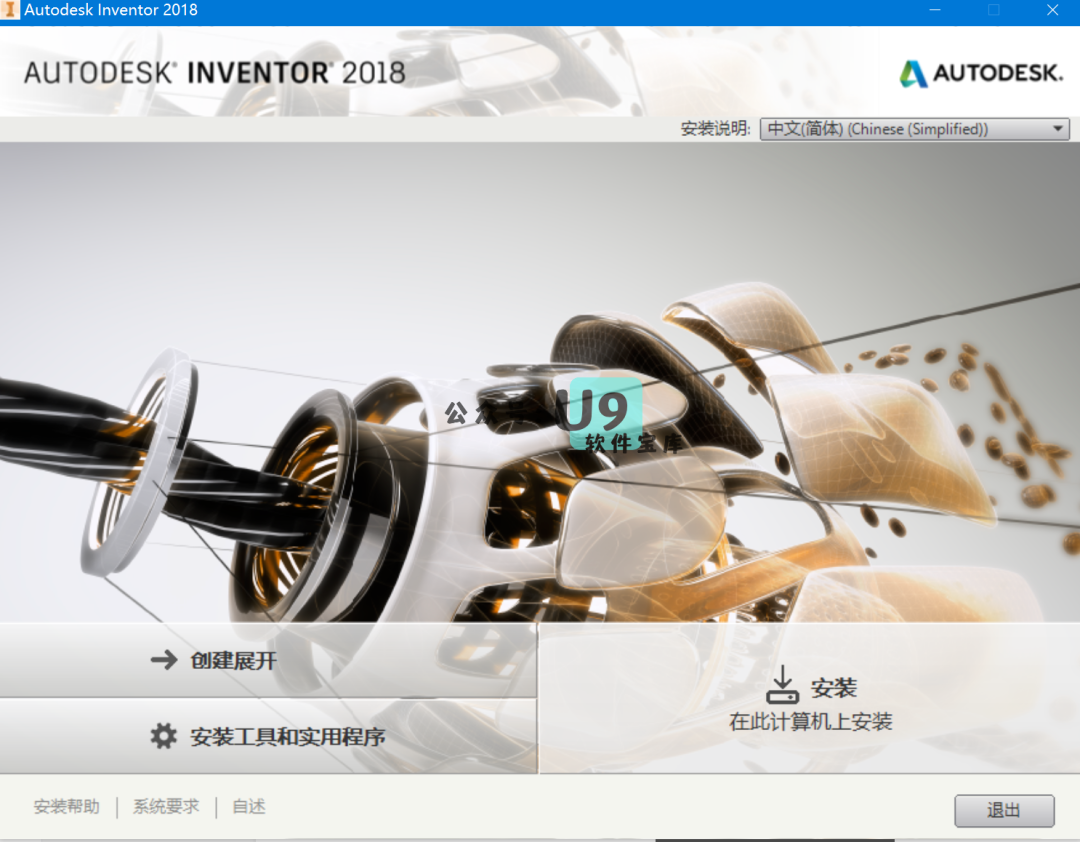 Autodesk Inventor 2018
AUTODESK® INVENTOR® 2018
AUTODESK.
安装说明: 中文(简体) (Chinese (Simplified))
公众号 U9
软件宝库
创建展开
安装
在此计算机上安装
安装工具和实用程序
安装帮助 | 系统要求 | 自述
退出